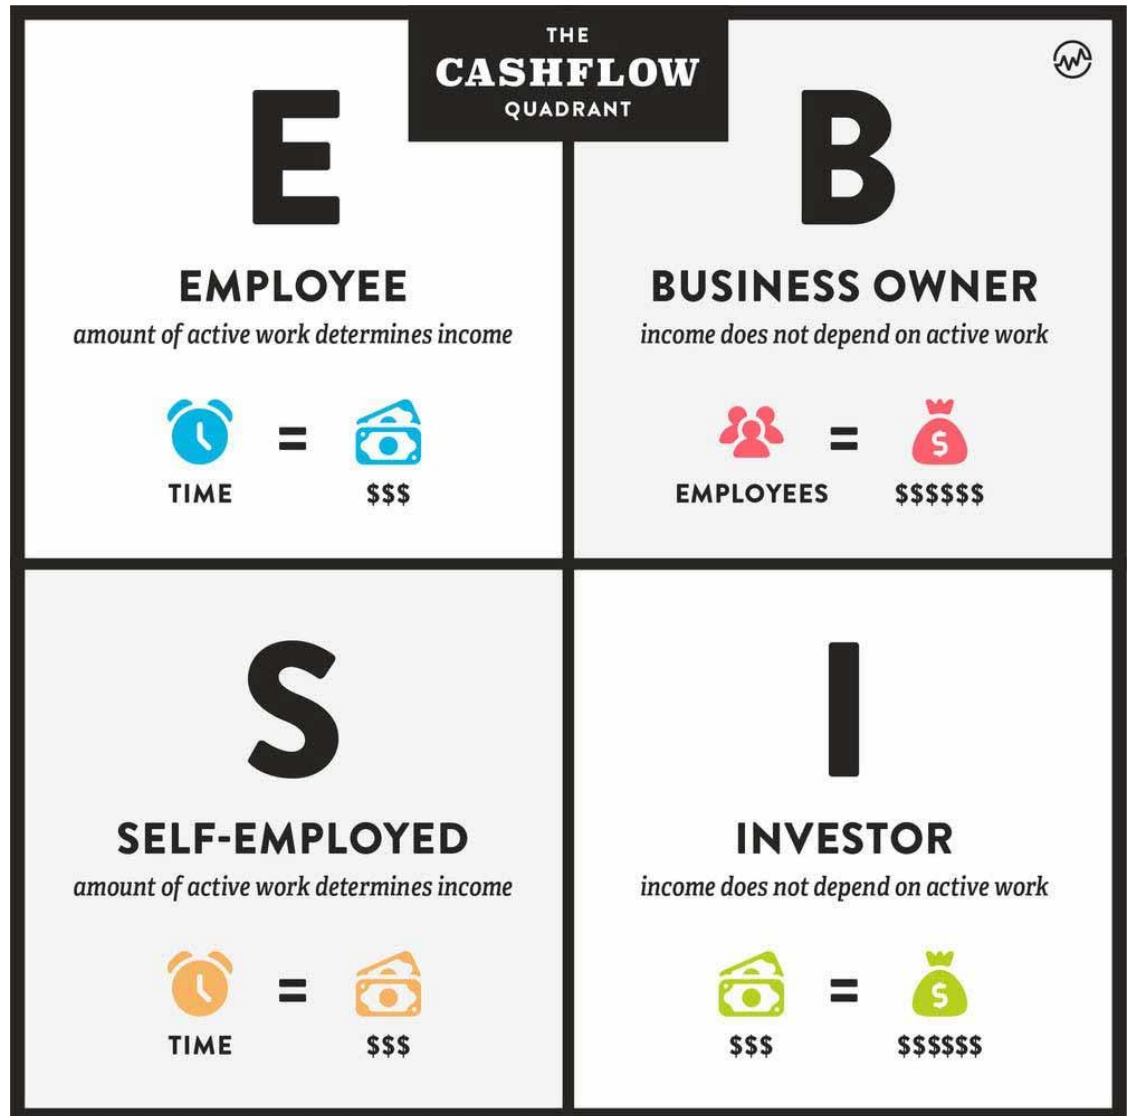 THE
CASHFLOW
QUADRANT
E
EMPLOYEE
amount of active work determines income
=
TIME
$$$
B
BUSINESS OWNER
income does not depend on active work
$
=
EMPLOYEES
$$$$$$
S
SELF-EMPLOYED
amount of active work determines income
=
TIME
$$$
I
INVESTOR
income does not depend on active work
=
$
$$$
$$$$$$